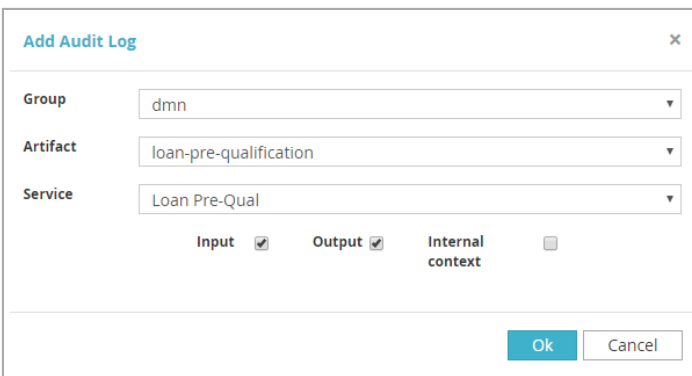 Add Audit Log ×
Group dmn
Artifact loan-pre-qualification
Service Loan Pre-Qual
Input Output Internal
context
Ok Cancel